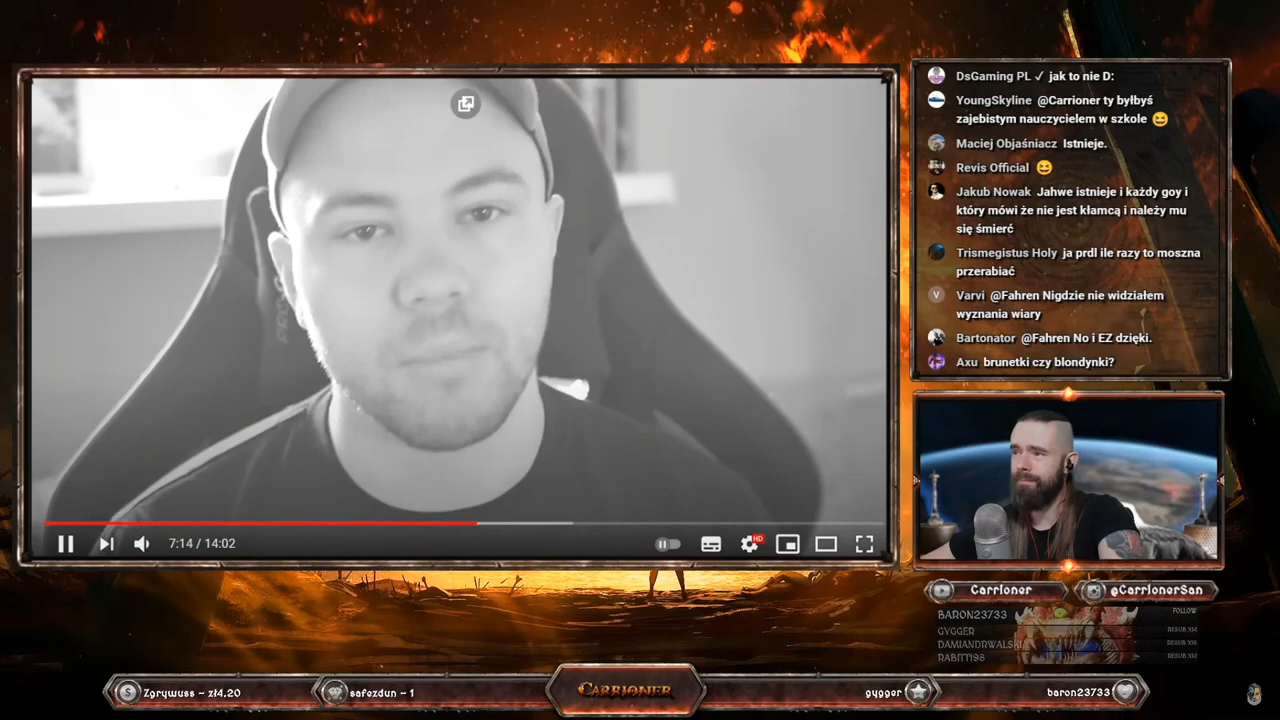 DsGaming PL ✓ jak to nie D:
YoungSkyline @Carrioner ty byłbyś
zajebistym nauczycielem w szkole 😆
Maciej Objaśniacz Istnieje.
Revis Official 😆
Jakub Nowak Jahwe istnieje i każdy goy i
który mówi że nie jest kłamcą i należy mu
się śmierć
Trismegistus Holy ja prdl ile razy to moszna
przerabiać
V Varvi @Fahren Nigdzie nie widziałem
wyznania wiary
Bartonator @Fahren No i EZ dzięki.
Axu brunetki czy blondynki?
7:14 / 14:02
HD
Carrioner
@CarrionerSan
BARON23733 FOLLOW
GYGGER
DAMIANDRWALSKI
RABIT198
S Zgrywuss - zł4.20
safozdun - 1
CARRIONER
gygger
baron23733